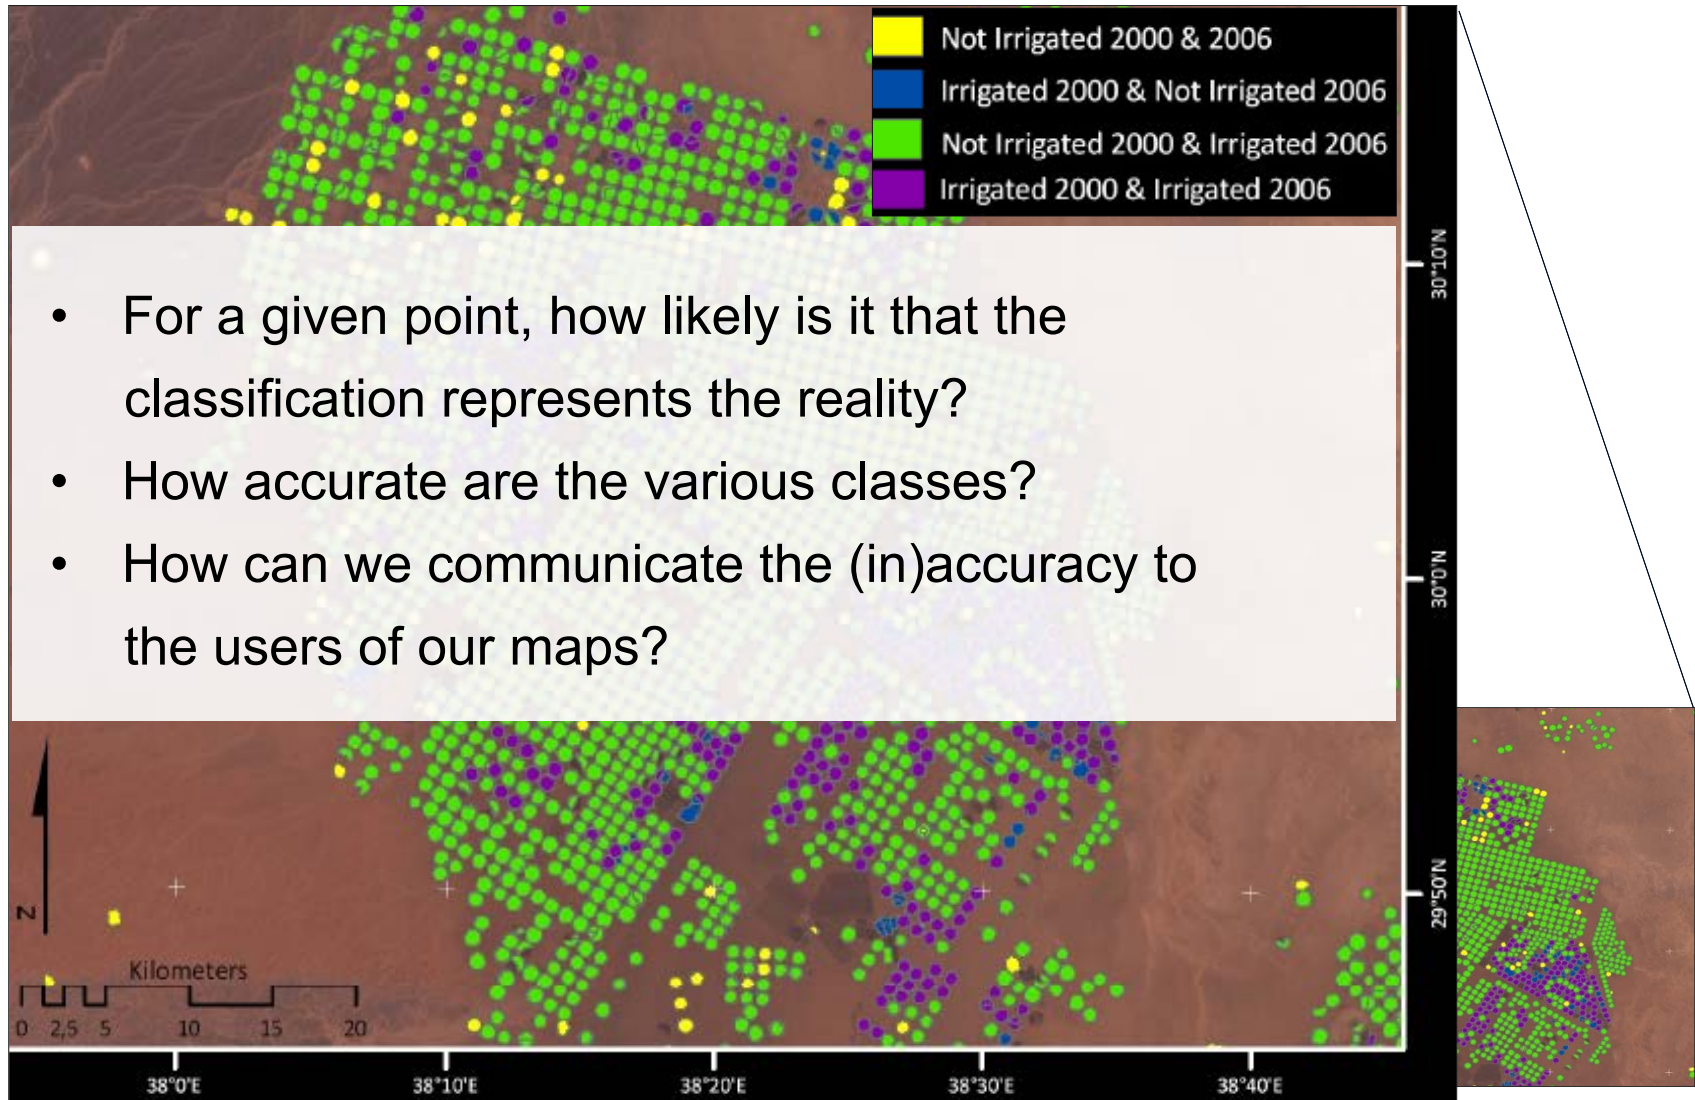 Not Irrigated 2000 & 2006
Irrigated 2000 & Not Irrigated 2006
Not Irrigated 2000 & Irrigated 2006
Irrigated 2000 & Irrigated 2006
• For a given point, how likely is it that the
classification represents the reality?
• How accurate are the various classes?
• How can we communicate the (in)accuracy to
the users of our maps?
30°10'N
30°0'N
29°50'N
N
Kilometers
0 2,5 5 10 15 20
38°0'E 38°10'E 38°20'E 38°30'E 38°40'E